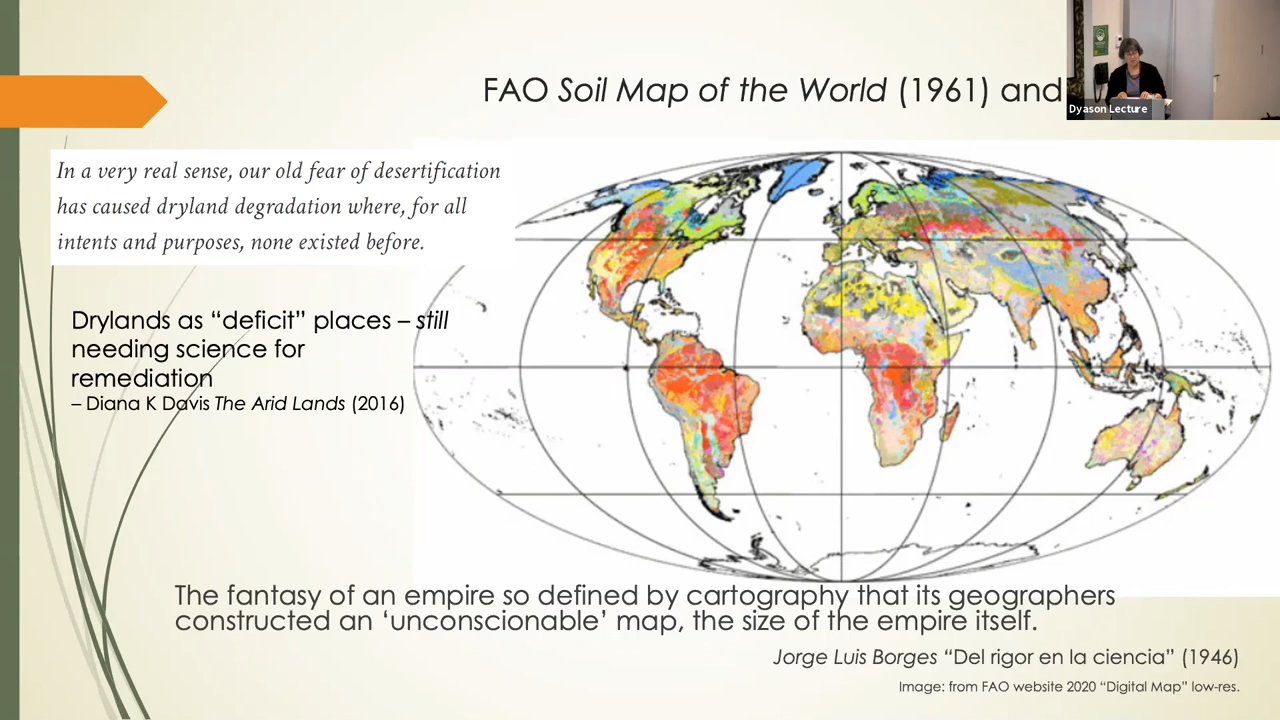 FAO Soil Map of the World (1961) and
Dyason Lecture
In a very real sense, our old fear of desertification
has caused dryland degradation where, for all
intents and purposes, none existed before.
Drylands as “deficit” places – still
needing science for
remediation
– Diana K Davis The Arid Lands (2016)
The fantasy of an empire so defined by cartography that its geographers
constructed an ‘unconscionable’ map, the size of the empire itself.
Jorge Luis Borges “Del rigor en la ciencia” (1946)
Image: from FAO website 2020 “Digital Map” low-res.